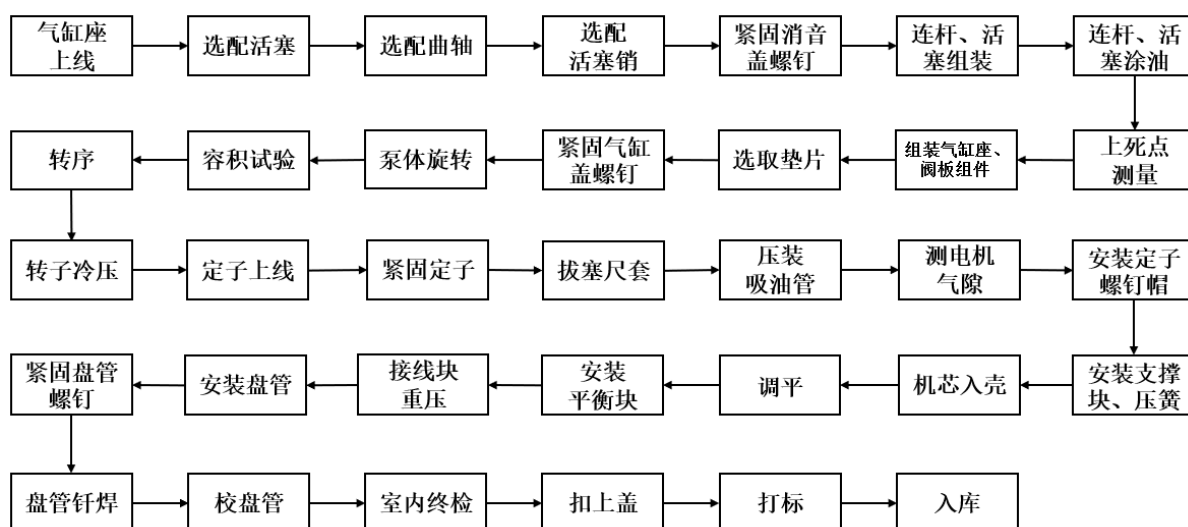 气缸座
上线
选配活塞
选配曲轴
选配
活塞销
紧固消音
盖螺钉
连杆、活
塞组装
连杆、活
塞涂油
上死点
测量
组装气缸座、
阀板组件
选取垫片
紧固气缸
盖螺钉
泵体旋转
容积试验
转序
转子冷压
定子上线
紧固定子
拔塞尺套
压装
吸油管
测电机
气隙
安装定子
螺钉帽
安装支撑
块、压簧
机芯入壳
调平
安装
平衡块
接线块
重压
安装盘管
紧固盘管
螺钉
盘管钎焊
校盘管
室内终检
扣上盖
打标
入库